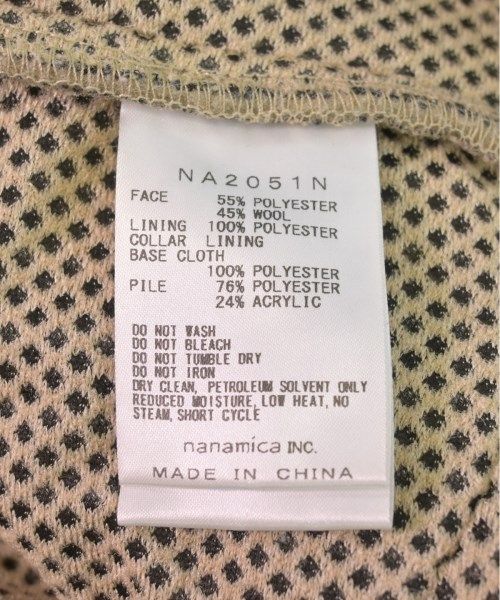 NA2051N
FACE 55% POLYESTER
45% WOOL
LINING 100% POLYESTER
COLLAR LINING
BASE CLOTH
100% POLYESTER
PILE 76% POLYESTER
24% ACRYLIC
DO NOT WASH
DO NOT BLEACH
DO NOT TUMBLE DRY
DO NOT IRON
DRY CLEAN, PETROLEUM SOLVENT ONLY
REDUCED MOISTURE, LOW HEAT, NO
STEAM, SHORT CYCLE
nanamica INC.
MADE IN CHINA